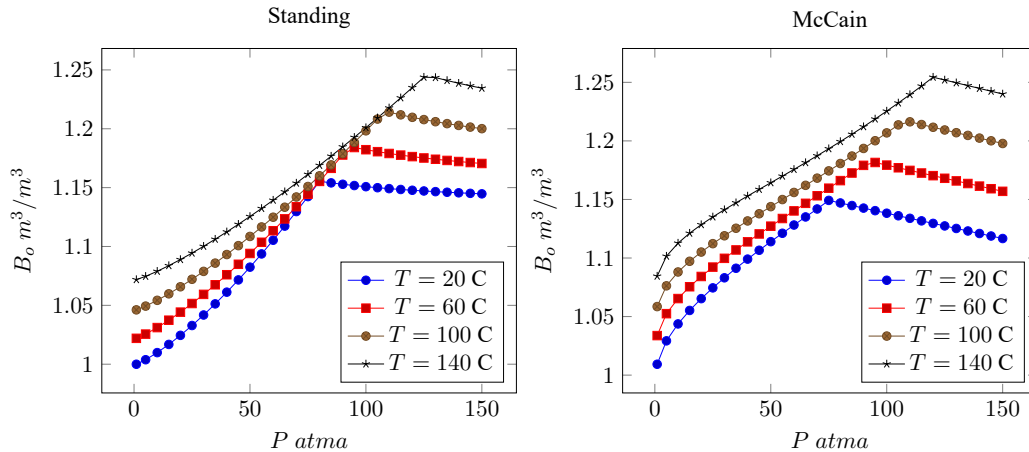 Standing
1.25
1.2
1.15
1.1
1.05
1
B_o m^3/m^3
0 50 100 150
P atma
T = 20 C
T = 60 C
T = 100 C
T = 140 C
McCain
1.25
1.2
1.15
1.1
1.05
1
B_o m^3/m^3
0 50 100 150
P atma
T = 20 C
T = 60 C
T = 100 C
T = 140 C